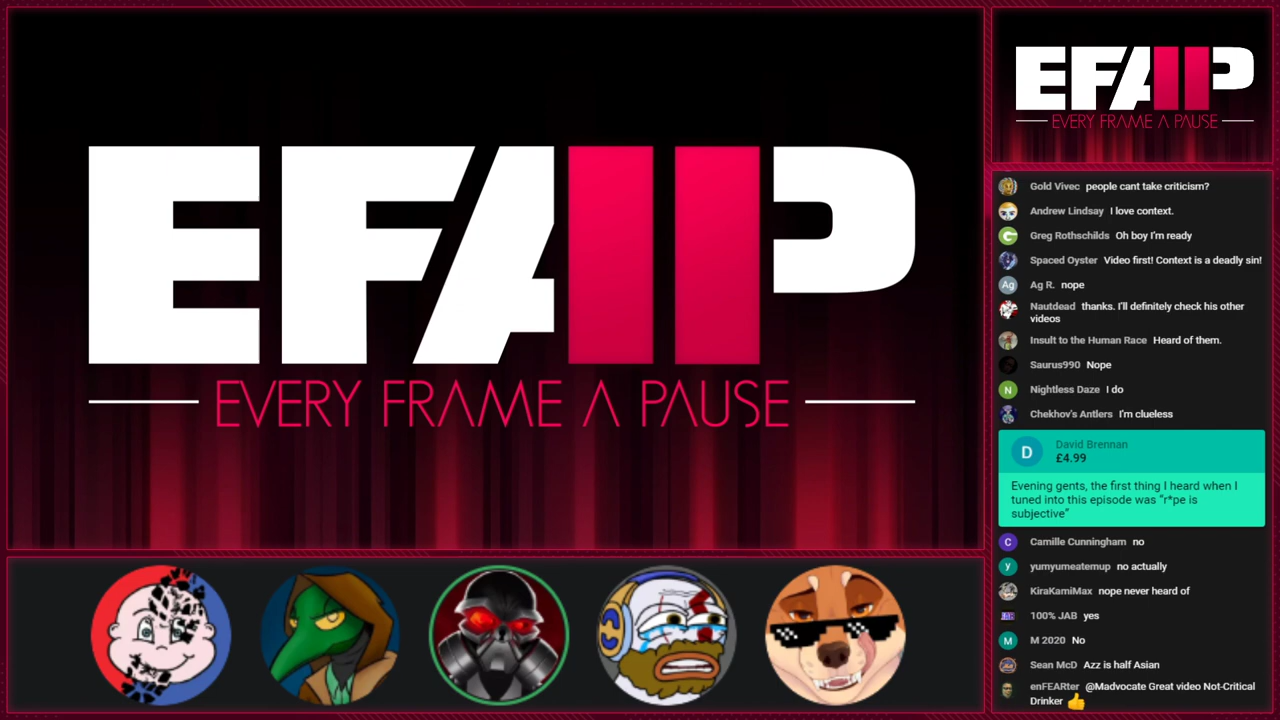 EFAP
EVERY FRAME A PAUSE
EFAP
EVERY FRAME A PAUSE
Gold Vivec people cant take criticism?
Andrew Lindsay I love context.
Greg Rothschilds Oh boy I'm ready
Spaced Oyster Video first! Context is a deadly sin!
Ag Ag R. nope
Nautdead thanks. I'll definitely check his other
videos
Insult to the Human Race Heard of them.
Saurus990 Nope
N Nightless Daze I do
Chekhov's Antlers I'm clueless
David Brennan
D £4.99
Evening gents, the first thing I heard when I
tuned into this episode was "r*pe is
subjective"
C Camille Cunningham no
y yumyumeatemup no actually
KiraKamiMax nope never heard of
100% JAB yes
M M 2020 No
Sean McD Azz is half Asian
enFEARter @Madvocate Great video Not-Critical
Drinker 👍